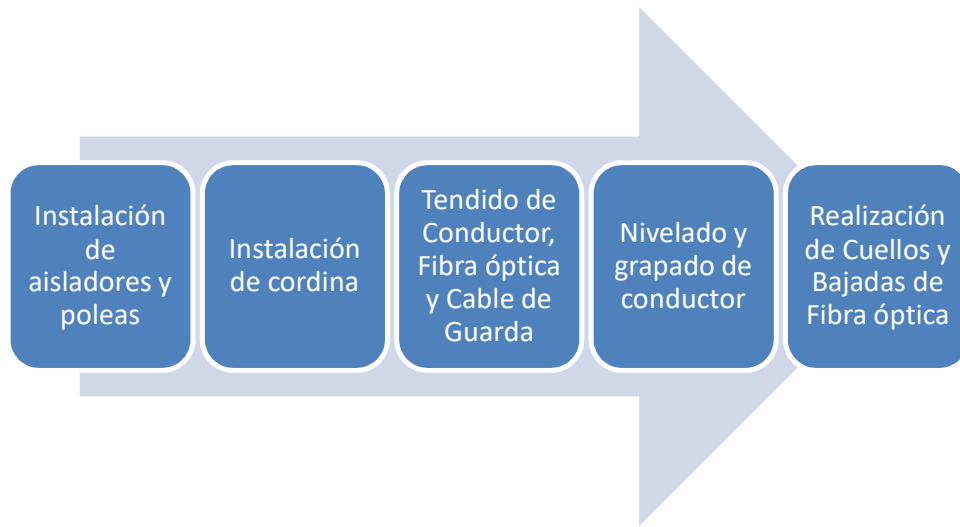 Instalación
de
aisladores y
poleas
Instalación
de cordina
Tendido de
Conductor,
Fibra óptica
y Cable de
Guarda
Nivelado y
grapado de
conductor
Realización
de Cuellos y
Bajadas de
Fibra óptica